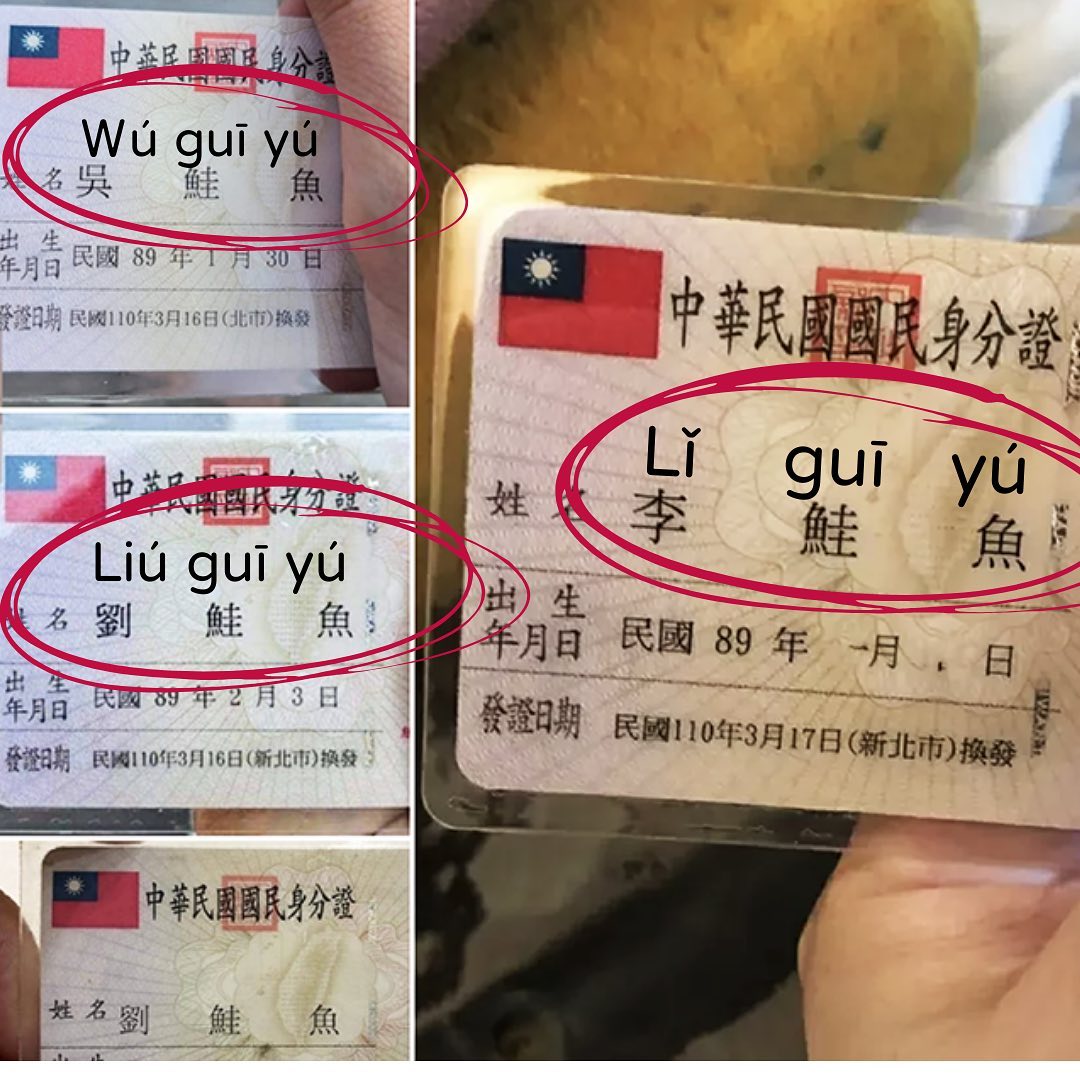 中華民國國民身分證
Wú guī yú
姓 名 吳 鮭 魚
出 生
年月日 民國 89 年 1 月 30 日
發證日期 民國110年3月16日(北市)換發
中華民國國民身分證
Liú guī yú
姓 名 劉 鮭 魚
出 生
年月日 民國 89 年 2 月 3 日
發證日期 民國110年3月16日(新北市)換發
中華民國國民身分證
姓 名 劉 鮭 魚
中華民國國民身分證
Lǐ guī yú
姓 名 李 鮭 魚
出 生
年月日 民國 89 年 月 日
發證日期 民國110年3月17日(新北市)換發